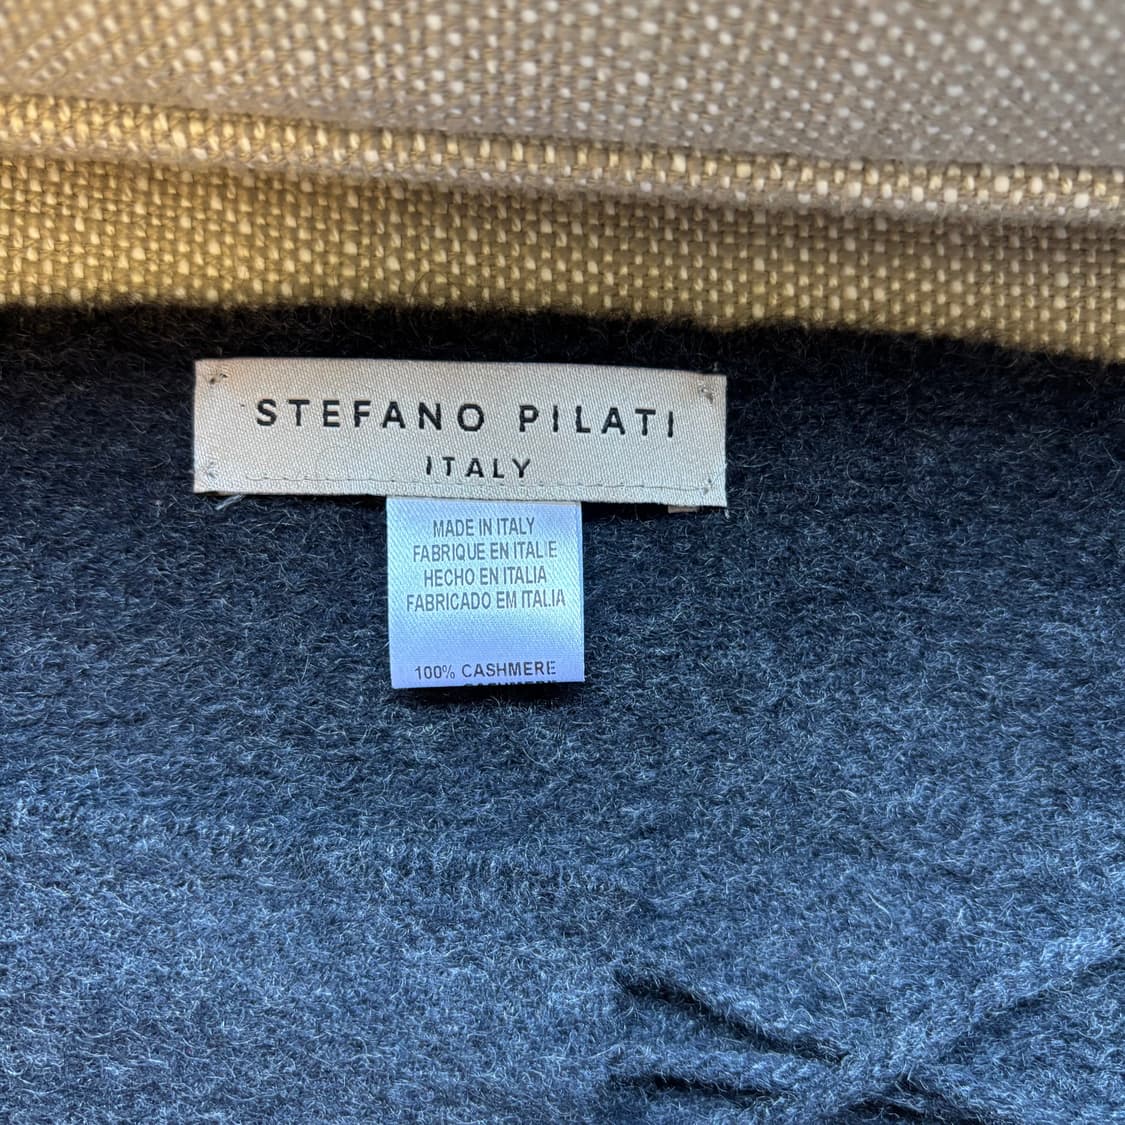 STEFANO PILATI
ITALY
MADE IN ITALY
FABRIQUE EN ITALIE
HECHO EN ITALIA
FABRICADO EM ITALIA
100% CASHMERE